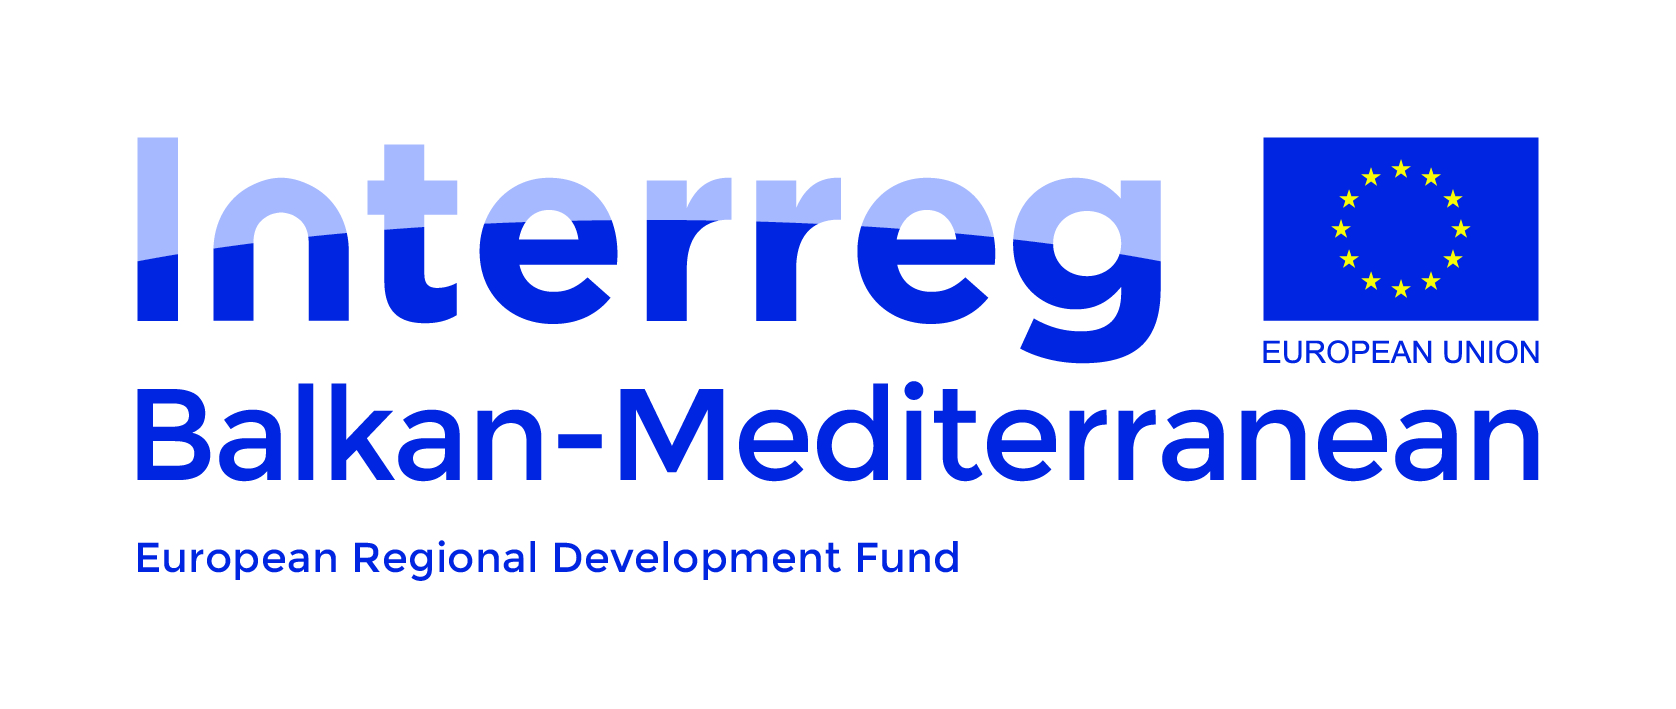 Interreg
EUROPEAN UNION
Balkan-Mediterranean
European Regional Development Fund